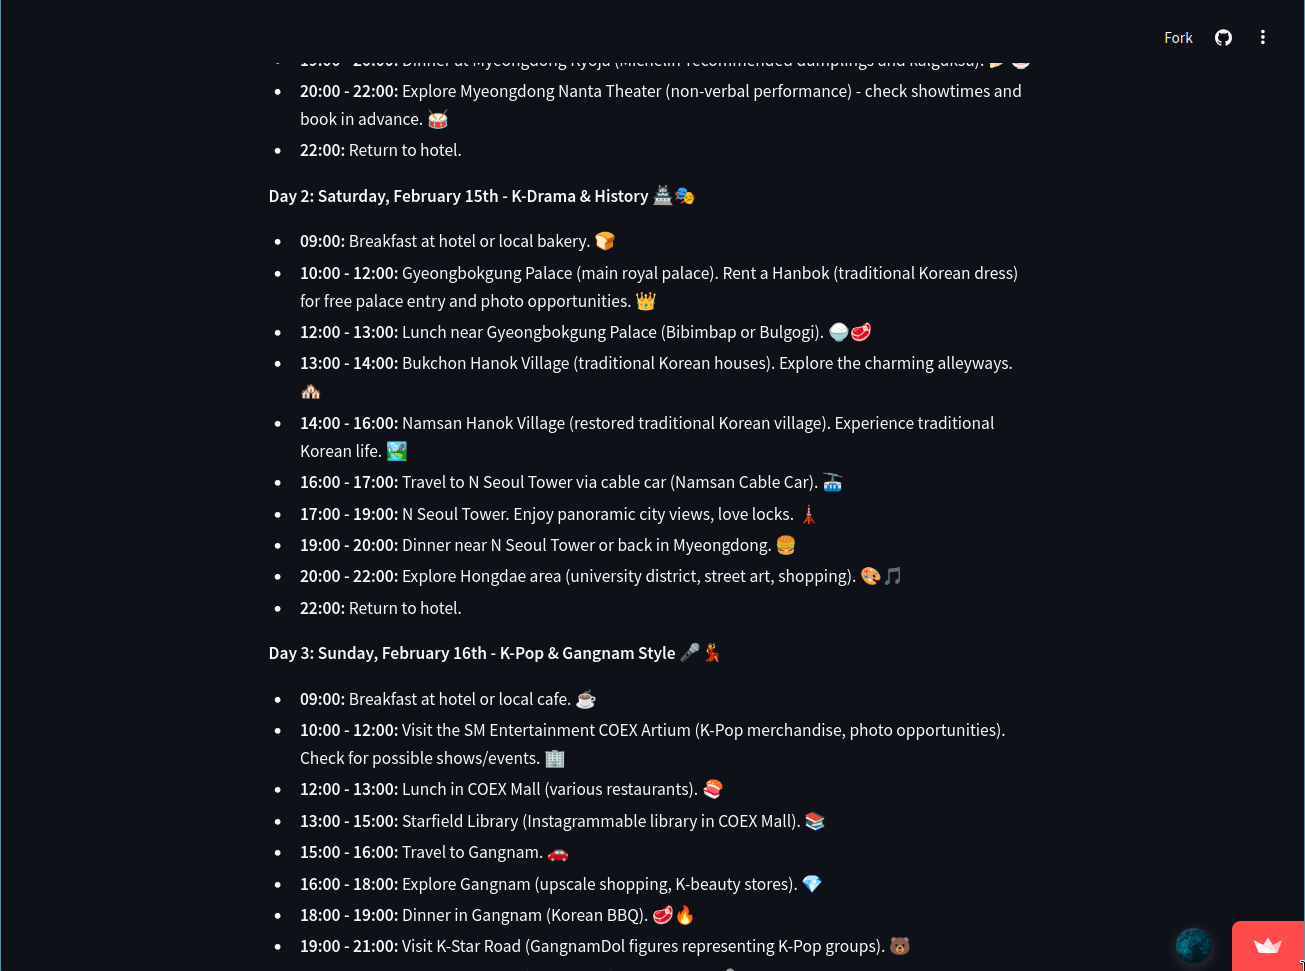 Fork
19:00 - 20:00: Dinner at Myeongdong Kyoja (Michelin recommended dumplings and kalguksu). 🥟 🍜
20:00 - 22:00: Explore Myeongdong Nanta Theater (non-verbal performance) - check showtimes and
book in advance. 🥁
22:00: Return to hotel.
Day 2: Saturday, February 15th - K-Drama & History 🏯🎭
09:00: Breakfast at hotel or local bakery. 🍞
10:00 - 12:00: Gyeongbokgung Palace (main royal palace). Rent a Hanbok (traditional Korean dress)
for free palace entry and photo opportunities. 👑
12:00 - 13:00: Lunch near Gyeongbokgung Palace (Bibimbap or Bulgogi). 🍚🥩
13:00 - 14:00: Bukchon Hanok Village (traditional Korean houses). Explore the charming alleyways.
🏘️
14:00 - 16:00: Namsan Hanok Village (restored traditional Korean village). Experience traditional
Korean life. 🏞️
16:00 - 17:00: Travel to N Seoul Tower via cable car (Namsan Cable Car). 🚠
17:00 - 19:00: N Seoul Tower. Enjoy panoramic city views, love locks. 🗼
19:00 - 20:00: Dinner near N Seoul Tower or back in Myeongdong. 🍔
20:00 - 22:00: Explore Hongdae area (university district, street art, shopping). 🎨🎵
22:00: Return to hotel.
Day 3: Sunday, February 16th - K-Pop & Gangnam Style 🎤💃
09:00: Breakfast at hotel or local cafe. ☕
10:00 - 12:00: Visit the SM Entertainment COEX Artium (K-Pop merchandise, photo opportunities).
Check for possible shows/events. 🏢
12:00 - 13:00: Lunch in COEX Mall (various restaurants). 🍣
13:00 - 15:00: Starfield Library (Instagrammable library in COEX Mall). 📚
15:00 - 16:00: Travel to Gangnam. 🚗
16:00 - 18:00: Explore Gangnam (upscale shopping, K-beauty stores). 💎
18:00 - 19:00: Dinner in Gangnam (Korean BBQ). 🥩🔥
19:00 - 21:00: Visit K-Star Road (GangnamDol figures representing K-Pop groups). 🐻